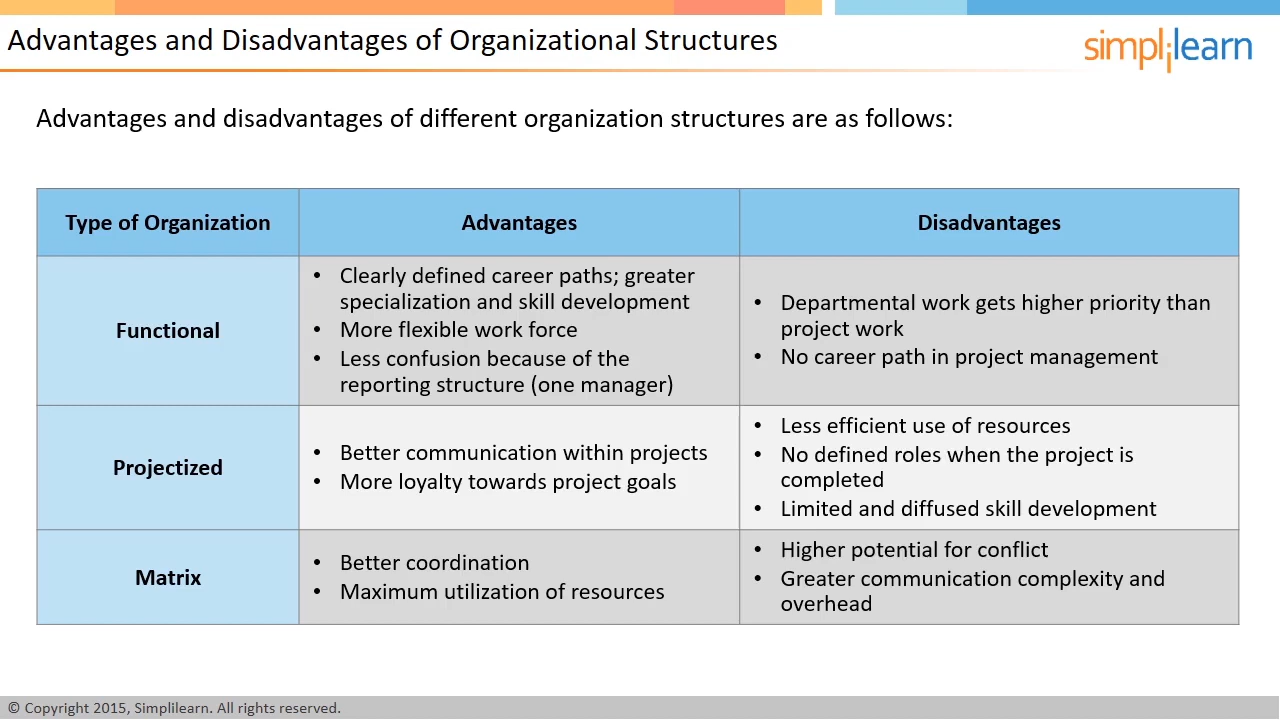 Advantages and Disadvantages of Organizational Structures
simplilearn
Advantages and disadvantages of different organization structures are as follows:
Type of Organization
Advantages
Disadvantages
Functional
• Clearly defined career paths; greater
specialization and skill development
• More flexible work force
• Less confusion because of the
reporting structure (one manager)
• Departmental work gets higher priority than
project work
• No career path in project management
Projectized
• Better communication within projects
• More loyalty towards project goals
• Less efficient use of resources
• No defined roles when the project is
completed
• Limited and diffused skill development
Matrix
• Better coordination
• Maximum utilization of resources
• Higher potential for conflict
• Greater communication complexity and
overhead
© Copyright 2015, Simplilearn. All rights reserved.